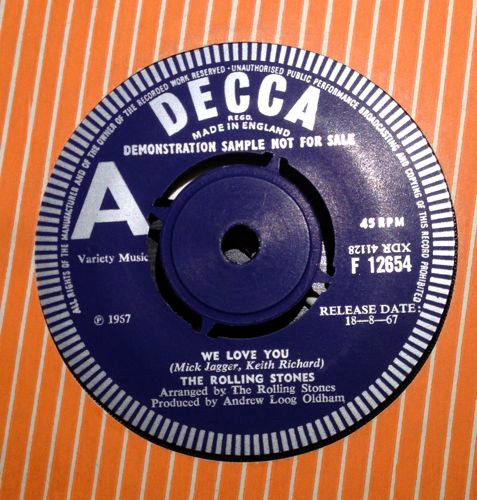 ALL RIGHTS OF THE MANUFACTURER AND OF THE OWNER OF THE RECORDED WORK RESERVED · UNAUTHORISED PUBLIC PERFORMANCE BROADCASTING AND COPYING OF THIS RECORD PROHIBITED
DECCA
REGD.
MADE IN ENGLAND
DEMONSTRATION SAMPLE NOT FOR SALE
A
45 RPM
XDR 41128
Variety Music
F 12654
℗ 1967
RELEASE DATE:
18—8—67
WE LOVE YOU
(Mick Jagger, Keith Richard)
THE ROLLING STONES
Arranged by The Rolling Stones
Produced by Andrew Loog Oldham